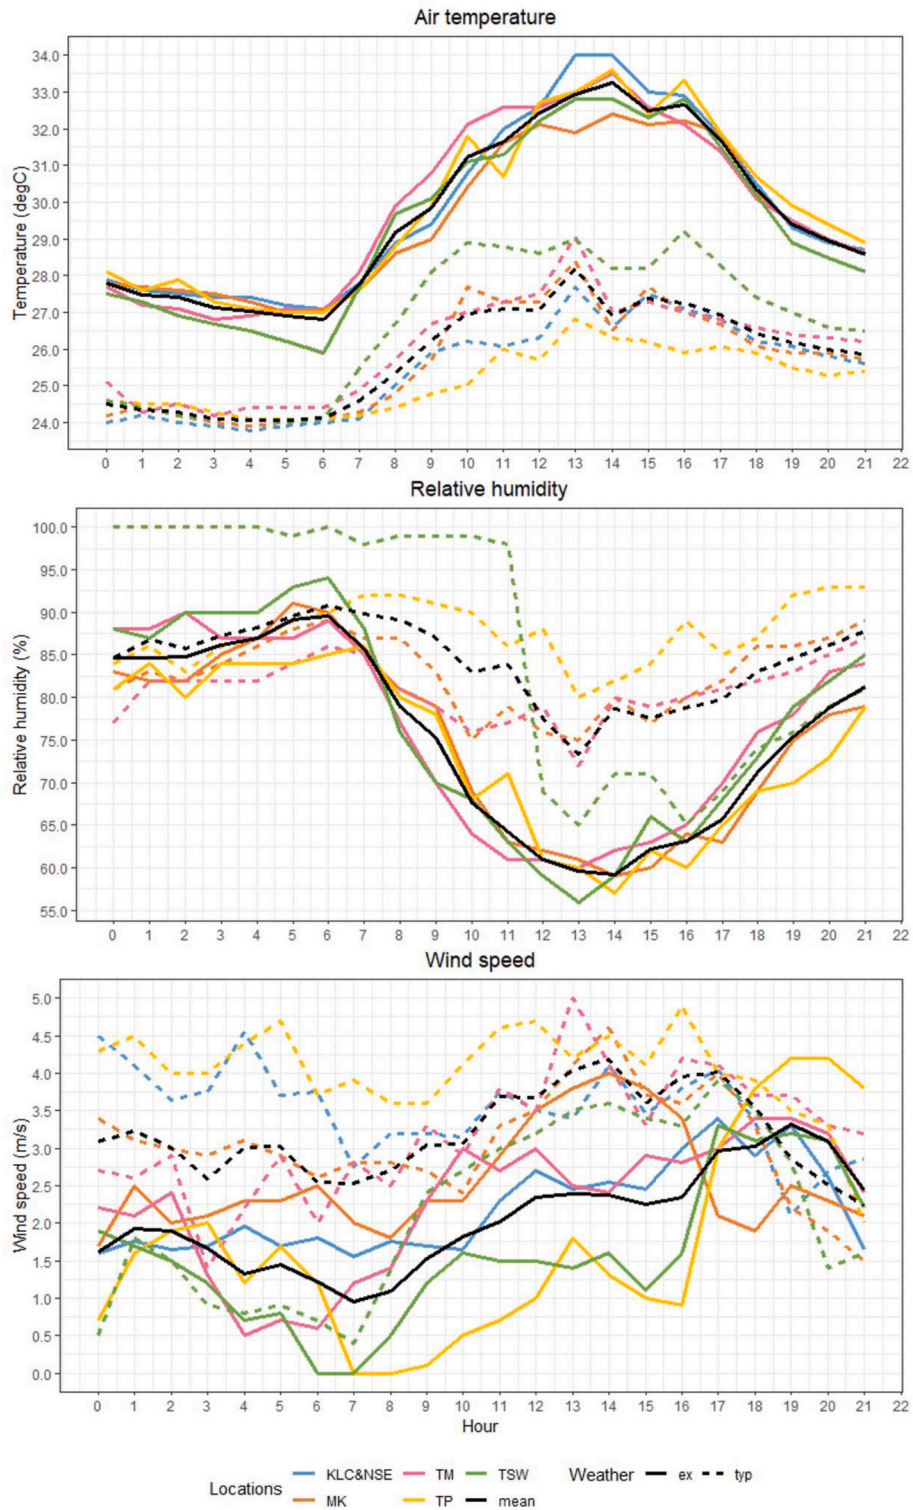 Air temperature
Temperature (degC)
34.0
33.0
32.0
31.0
30.0
29.0
28.0
27.0
26.0
25.0
24.0
0 1 2 3 4 5 6 7 8 9 10 11 12 13 14 15 16 17 18 19 20 21 22
Relative humidity
Relative humidity (%)
100.0
95.0
90.0
85.0
80.0
75.0
70.0
65.0
60.0
55.0
0 1 2 3 4 5 6 7 8 9 10 11 12 13 14 15 16 17 18 19 20 21 22
Wind speed
Wind speed (m/s)
5.0
4.5
4.0
3.5
3.0
2.5
2.0
1.5
1.0
0.5
0.0
0 1 2 3 4 5 6 7 8 9 10 11 12 13 14 15 16 17 18 19 20 21 22
Hour
Locations KLC&NSE TM TSW Weather ex typ
MK TP mean